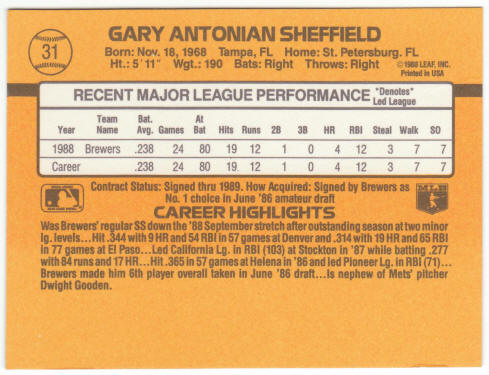 31
GARY ANTONIAN SHEFFIELD
Born: Nov. 18, 1968 Tampa, FL Home: St. Petersburg. FL
Ht.: 5' 11" Wgt.: 190 Bats: Right Throws: Right
©1988 LEAF, INC.
Printed in USA
RECENT MAJOR LEAGUE PERFORMANCE *Denotes* Led League
Year Team Name Bat. Avg. Games At Bat Hits Runs 2B 3B HR RBI Steal Walk SO
1988 Brewers .238 24 80 19 12 1 0 4 12 3 7 7
Career .238 24 80 19 12 1 0 4 12 3 7 7
Contract Status: Signed thru 1989. How Acquired: Signed by Brewers as
No. 1 choice in June '86 amateur draft
MLB
CAREER HIGHLIGHTS
Was Brewers' regular SS down the '88 September stretch after outstanding season at two minor
lg. levels...Hit .344 with 9 HR and 54 RBI in 57 games at Denver and .314 with 19 HR and 65 RBI in
77 games at El Paso...Led California Lg. in RBI (103) at Stockton in '87 while batting .277
with 84 runs and 17 HR...Hit .365 in 57 games at Helena in '86 and led Pioneer Lg. in RBI (71)...
Brewers made him 6th player overall taken in June '86 draft...Is nephew of Mets' pitcher
Dwight Gooden.